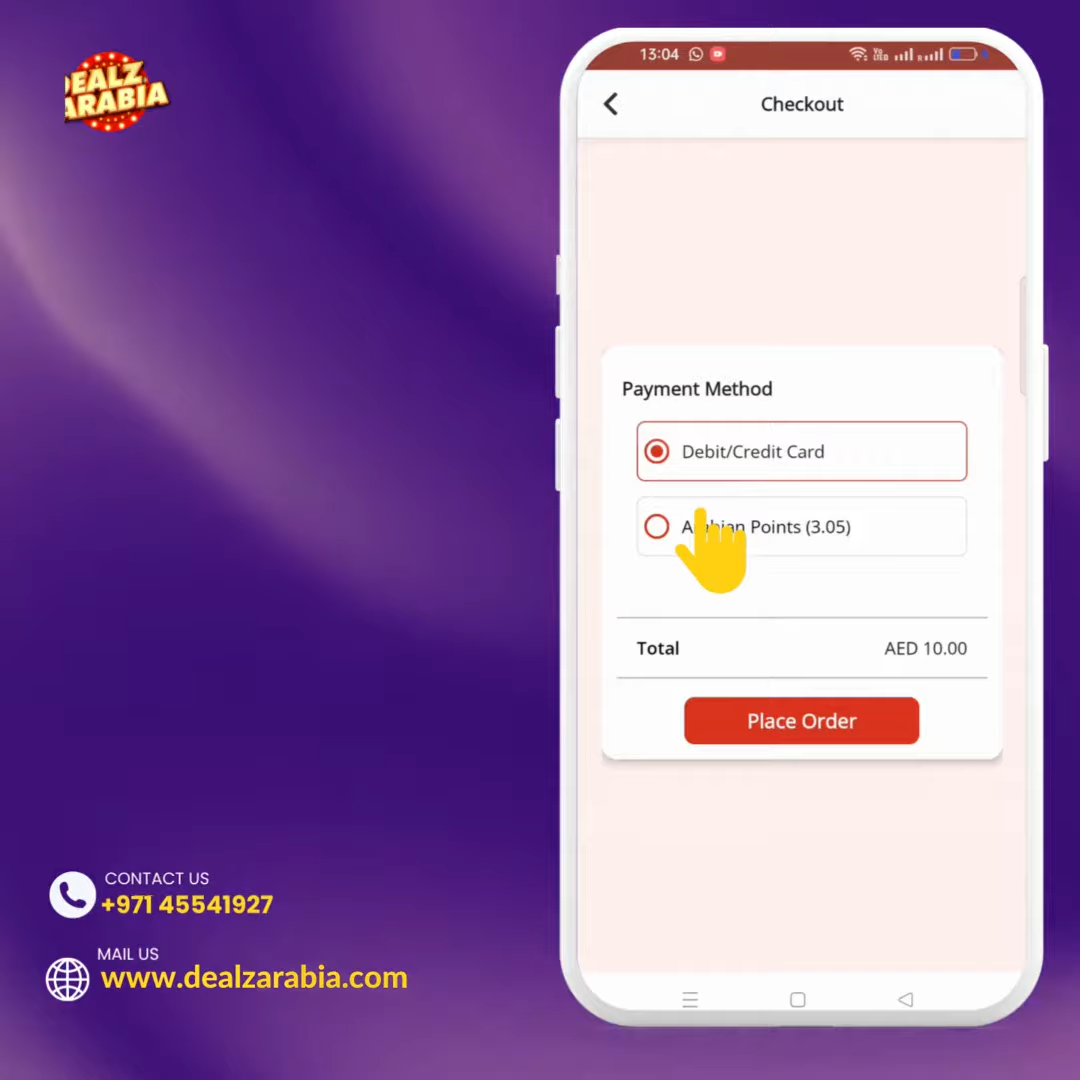 DEALZ
ARABIA
13:04
Checkout
Payment Method
Debit/Credit Card
Arabian Points (3.05)
Total AED 10.00
Place Order
CONTACT US
+971 45541927
MAIL US
www.dealzarabia.com